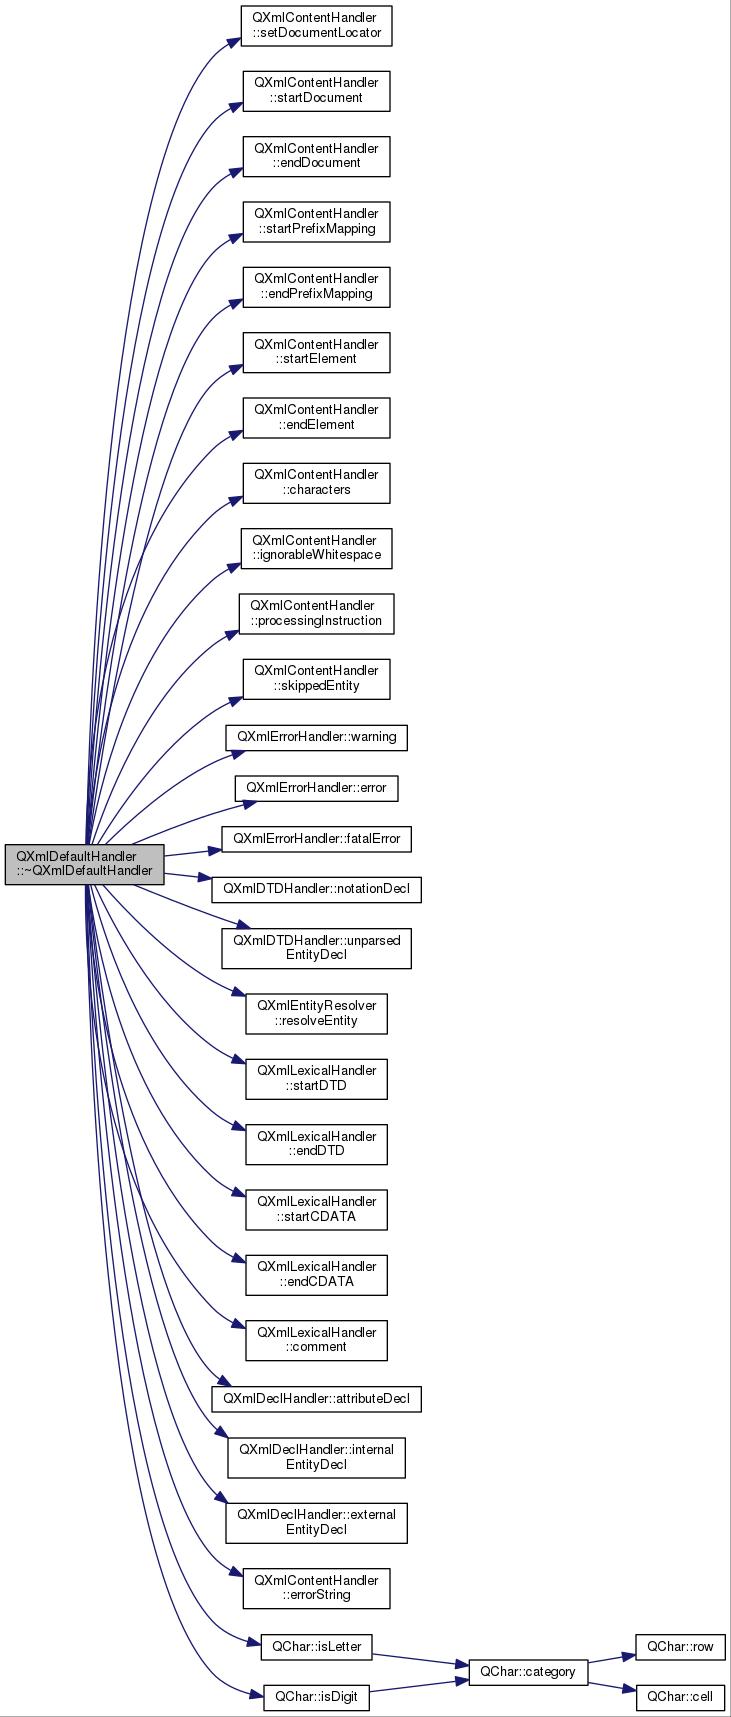 QXmlContentHandler
::setDocumentLocator
QXmlContentHandler
::startDocument
QXmlContentHandler
::endDocument
QXmlContentHandler
::startPrefixMapping
QXmlContentHandler
::endPrefixMapping
QXmlContentHandler
::startElement
QXmlContentHandler
::endElement
QXmlContentHandler
::characters
QXmlContentHandler
::ignorableWhitespace
QXmlContentHandler
::processingInstruction
QXmlContentHandler
::skippedEntity
QXmlErrorHandler::warning
QXmlErrorHandler::error
QXmlErrorHandler::fatalError
QXmlDefaultHandler
::~QXmlDefaultHandler
QXmlDTDHandler::notationDecl
QXmlDTDHandler::unparsed
EntityDecl
QXmlEntityResolver
::resolveEntity
QXmlLexicalHandler
::startDTD
QXmlLexicalHandler
::endDTD
QXmlLexicalHandler
::startCDATA
QXmlLexicalHandler
::endCDATA
QXmlLexicalHandler
::comment
QXmlDeclHandler::attributeDecl
QXmlDeclHandler::internal
EntityDecl
QXmlDeclHandler::external
EntityDecl
QXmlContentHandler
::errorString
QChar::isLetter
QChar::row
QChar::category
QChar::isDigit
QChar::cell